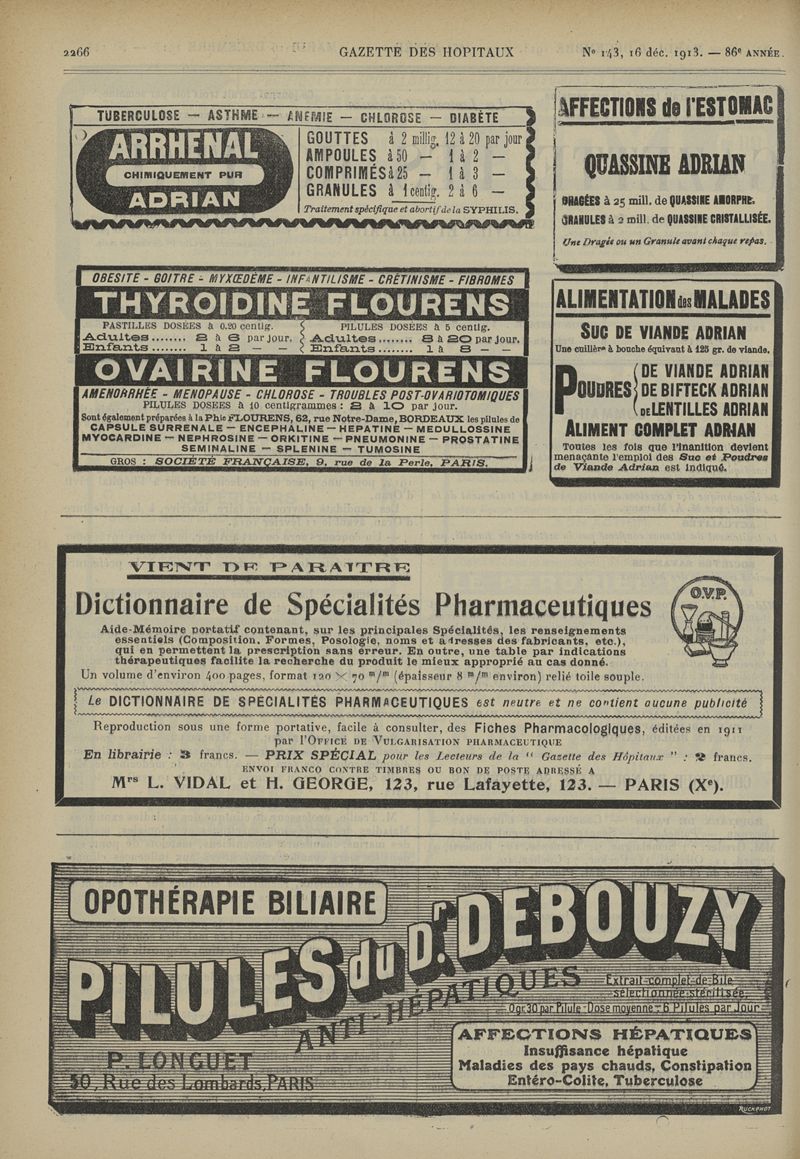 2266
GAZETTE DES HOPITAUX
Nº 143, 16 déc. 1913. — 86e ANNÉE.
TUBERCULOSE — ASTHME — ANEMIE — CHLOROSE — DIABÈTE
ARRHENAL
CHIMIQUEMENT PUR
ADRIAN
GOUTTES à 2 millig. 12 à 20 par jour
AMPOULES à 50 — 1 à 2 —
COMPRIMÉS à 25 — 1 à 3 —
GRANULES à 1 centig. 2 à 6 —
Traitement spécifique et abortif de la SYPHILIS.
AFFECTIONS de l'ESTOMAC
QUASSINE ADRIAN
DRAGÉES à 25 mill. de QUASSINE AMORPHE.
GRANULES à 2 mill. de QUASSINE CRISTALLISÉE.
Une Dragée ou un Granule avant chaque repas.
OBESITE - GOITRE - MYXŒDÈME - INFANTILISME - CRÉTINISME - FIBROMES
THYROIDINE FLOURENS
PASTILLES DOSÉES à 0.20 centig.
Adultes........ 2 à 6 par jour.
Enfants........ 1 à 2 — —
PILULES DOSÉES à 5 centig.
Adultes........ 8 à 20 par jour.
Enfants........ 1 à 8 — —
OVAIRINE FLOURENS
AMENORRHÉE - MENOPAUSE - CHLOROSE - TROUBLES POST-OVARIOTOMIQUES
PILULES DOSEES à 10 centigrammes : 2 à 10 par jour.
Sont également préparées à la Phie FLOURENS, 62, rue Notre-Dame, BORDEAUX les pilules de
CAPSULE SURRENALE — ENCEPHALINE — HEPATINE — MEDULLOSSINE
MYOCARDINE — NEPHROSINE — ORKITINE — PNEUMONINE — PROSTATINE
SEMINALINE — SPLENINE — TUMOSINE
GROS : SOCIÉTÉ FRANÇAISE, 9, rue de la Perle, PARIS.
ALIMENTATION des MALADES
SUC DE VIANDE ADRIAN
Une cuillère à bouche équivant à 125 gr. de viande.
POUDRES
DE VIANDE ADRIAN
DE BIFTECK ADRIAN
DE LENTILLES ADRIAN
ALIMENT COMPLET ADRIAN
Toutes les fois que l'inanition devient
menaçante l'emploi des Suc et Poudres
de Viande Adrian est indiqué.
VIENT DE PARAITRE
O.V.P.
Dictionnaire de Spécialités Pharmaceutiques
Aide-Mémoire portatif contenant, sur les principales Spécialités, les renseignements
essentiels (Composition, Formes, Posologie, noms et adresses des fabricants, etc.),
qui en permettent la prescription sans erreur. En outre, une table par indications
thérapeutiques facilite la recherche du produit le mieux approprié au cas donné.
Un volume d'environ 400 pages, format 120 × 70 m/m (épaisseur 8 m/m environ) relié toile souple.
Le DICTIONNAIRE DE SPÉCIALITÉS PHARMACEUTIQUES est neutre et ne contient aucune publicité
Reproduction sous une forme portative, facile à consulter, des Fiches Pharmacologiques, éditées en 1911
par l'OFFICE DE VULGARISATION PHARMACEUTIQUE
En librairie : 3 francs. — PRIX SPÉCIAL pour les Lecteurs de la " Gazette des Hôpitaux " : 2 francs.
ENVOI FRANCO CONTRE TIMBRES OU BON DE POSTE ADRESSÉ A
Mrs L. VIDAL et H. GEORGE, 123, rue Lafayette, 123. — PARIS (Xe).
OPOTHÉRAPIE BILIAIRE
PILULES du Dr. DEBOUZY
ANTI-HÉPATIQUES
Extrait complet de Bile
sélectionnée stérilisée.
0gr.30 par Pilule - Dose moyenne - 6 Pilules par Jour
P. LONGUET
50, Rue des Lombards, PARIS
AFFECTIONS HÉPATIQUES
Insuffisance hépatique
Maladies des pays chauds, Constipation
Entéro-Colite, Tuberculose
RUCKERT